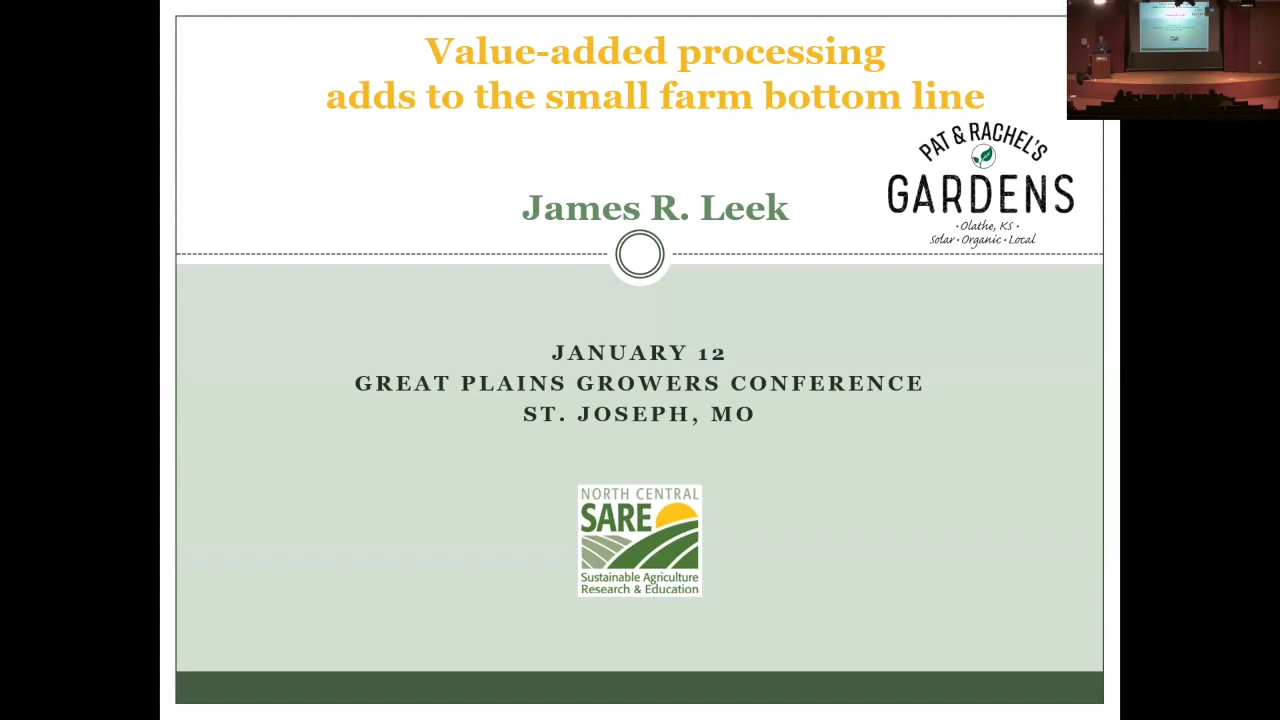 Value-added processing
adds to the small farm bottom line
PAT & RACHEL'S
GARDENS
• Olathe, KS •
Solar • Organic • Local
James R. Leek
JANUARY 12
GREAT PLAINS GROWERS CONFERENCE
ST. JOSEPH, MO
NORTH CENTRAL
SARE
Sustainable Agriculture
Research & Education